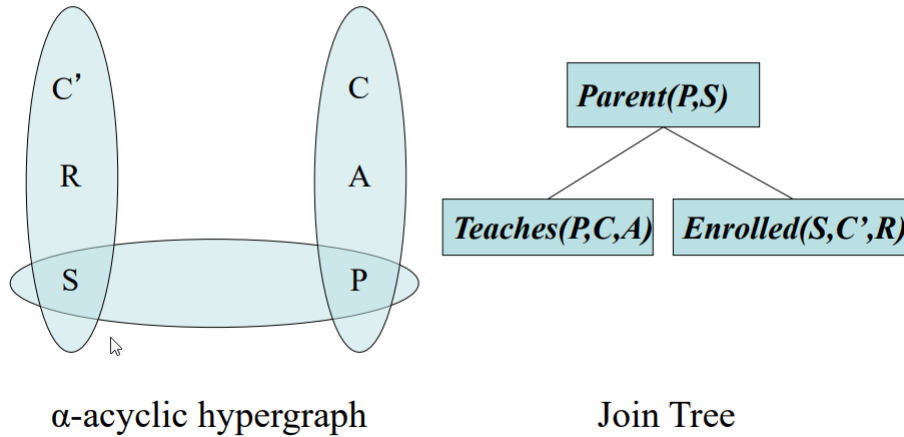 C’
R
S
C
A
P
Parent(P,S)
Teaches(P,C,A)
Enrolled(S,C’,R)
α-acyclic hypergraph
Join Tree